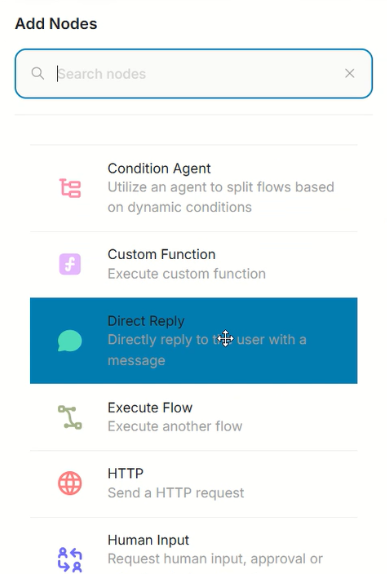 Add Nodes
Search nodes
Condition Agent
Utilize an agent to split flows based
on dynamic conditions
Custom Function
Execute custom function
Direct Reply
Directly reply to the user with a
message
Execute Flow
Execute another flow
HTTP
Send a HTTP request
Human Input
Request human input, approval or